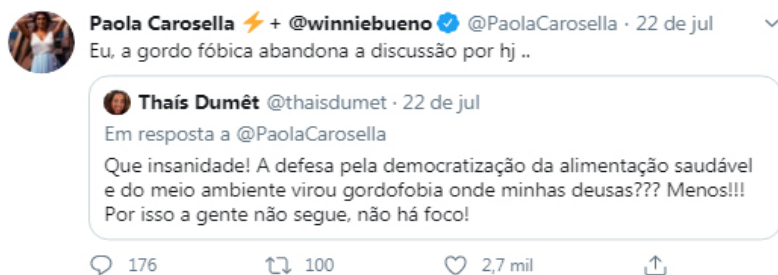 Paola Carosella ⚡ + @winniebueno @PaolaCarosella · 22 de jul
Eu, a gordo fóbica abandona a discussão por hj ..
Thaís Dumêt @thaisdumet · 22 de jul
Em resposta a @PaolaCarosella
Que insanidade! A defesa pela democratização da alimentação saudável
e do meio ambiente virou gordofobia onde minhas deusas??? Menos!!!
Por isso a gente não segue, não há foco!
176 100 2,7 mil